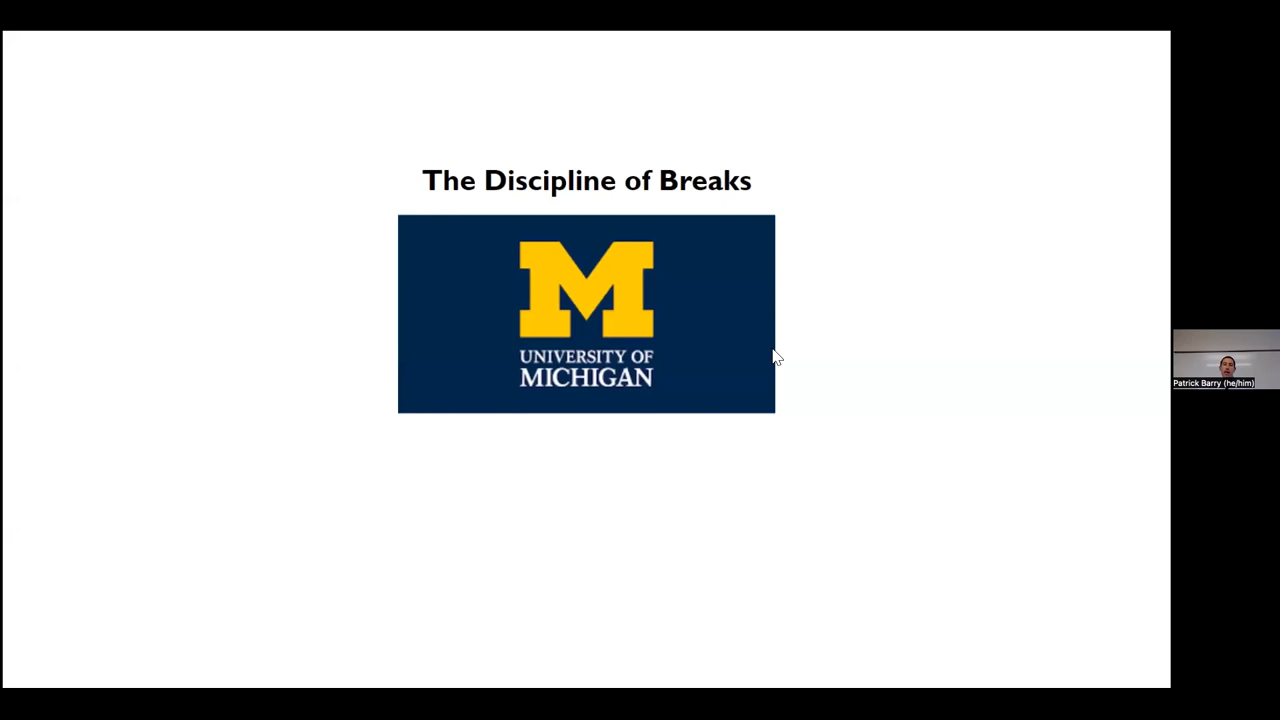 The Discipline of Breaks
M
UNIVERSITY OF
MICHIGAN
Patrick Barry (he/him)